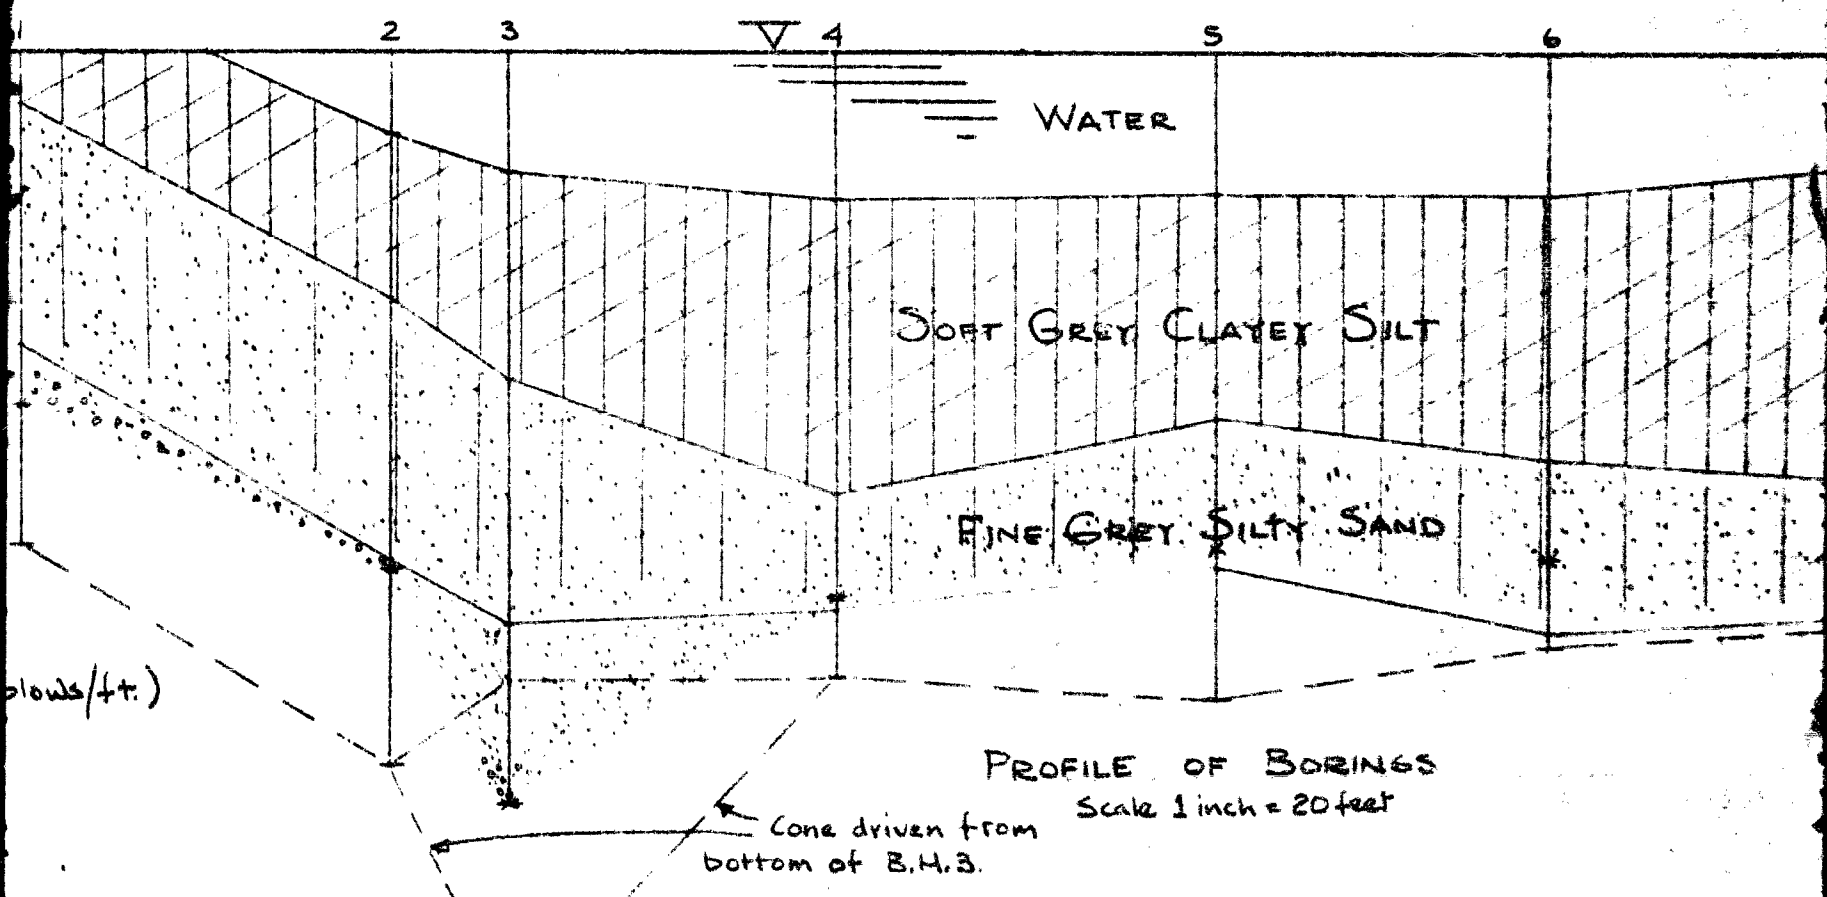 2 3 4 5 6
WATER
SOFT GREY CLAYEY SILT
FINE GREY SILTY SAND
blows/ft.)
PROFILE OF BORINGS
Scale 1 inch = 20 feet
Cone driven from
bottom of B.H.3.